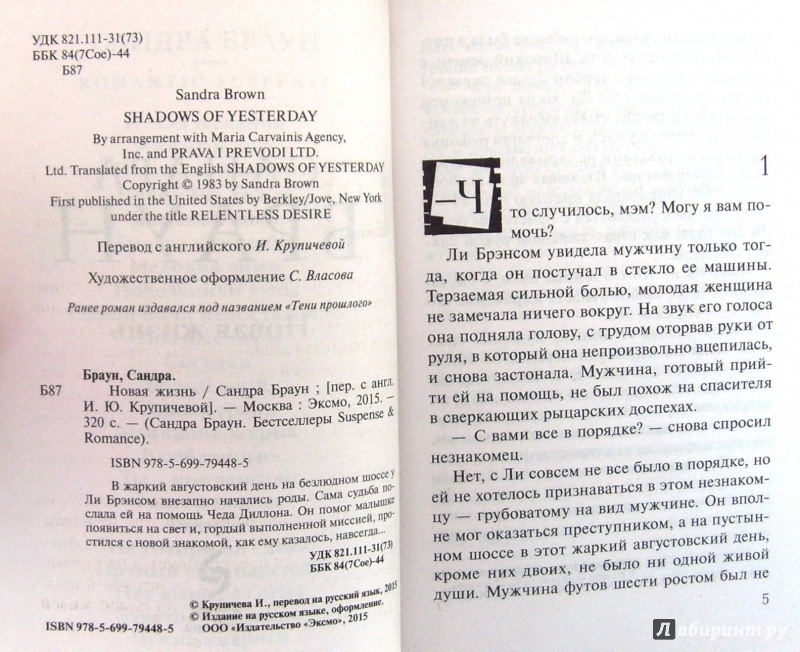 УДК 821.111-31(73)
ББК 84(7Сое)-44
Б87
Sandra Brown
SHADOWS OF YESTERDAY
By arrangement with Maria Carvainis Agency,
Inc. and PRAVA I PREVODI LTD.
Ltd. Translated from the English SHADOWS OF YESTERDAY
Copyright © 1983 by Sandra Brown
First published in the United States by Berkley/Jove, New York
under the title RELENTLESS DESIRE
Перевод с английского И. Крупичевой
Художественное оформление С. Власова
Ранее роман издавался под названием «Тени прошлого»
Браун, Сандра.
Б87 Новая жизнь / Сандра Браун ; [пер. с англ.
И. Ю. Крупичевой]. — Москва : Эксмо, 2015. —
320 с. — (Сандра Браун. Бестселлеры Suspense &
Romance).
ISBN 978-5-699-79448-5
В жаркий августовский день на безлюдном шоссе у
Ли Брэнсом внезапно начались роды. Сама судьба по-
слала ей на помощь Чеда Диллона. Он помог малышке
появиться на свет и, гордый выполненной миссией, про-
стился с новой знакомой, как ему казалось, навсегда...
УДК 821.111-31(73)
ББК 84(7Сое)-44
© Крупичева И., перевод на русский язык, 2015
© Издание на русском языке, оформление.
ISBN 978-5-699-79448-5 ООО «Издательство «Эксмо», 2015
1
–Что случилось, мэм? Могу я вам по-
мочь?
Ли Брэнсом увидела мужчину только тог-
да, когда он постучал в стекло ее машины.
Терзаемая сильной болью, молодая женщина
не замечала ничего вокруг. На звук его голоса
она подняла голову, с трудом оторвав руки от
руля, в который она непроизвольно вцепилась,
и снова застонала. Мужчина, готовый прий-
ти ей на помощь, не был похож на спасителя
в сверкающих рыцарских доспехах.
— С вами все в порядке? — снова спросил
незнакомец.
Нет, с Ли совсем не все было в порядке, но
ей не хотелось признаваться в этом незнаком-
цу — грубоватому на вид мужчине. Он впол-
не мог оказаться преступником, а на пустын-
ном шоссе в этот жаркий августовский день,
кроме них двоих, не было ни одной живой
души. Мужчина футов шести ростом был не
5
Лабиринт.ру